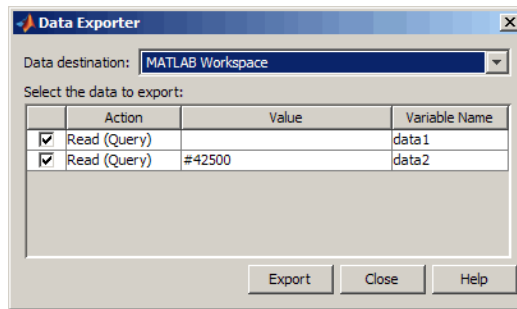 Data Exporter
Data destination: MATLAB Workspace
Select the data to export:
Action Value Variable Name
Read (Query) data1
Read (Query) #42500 data2
Export Close Help